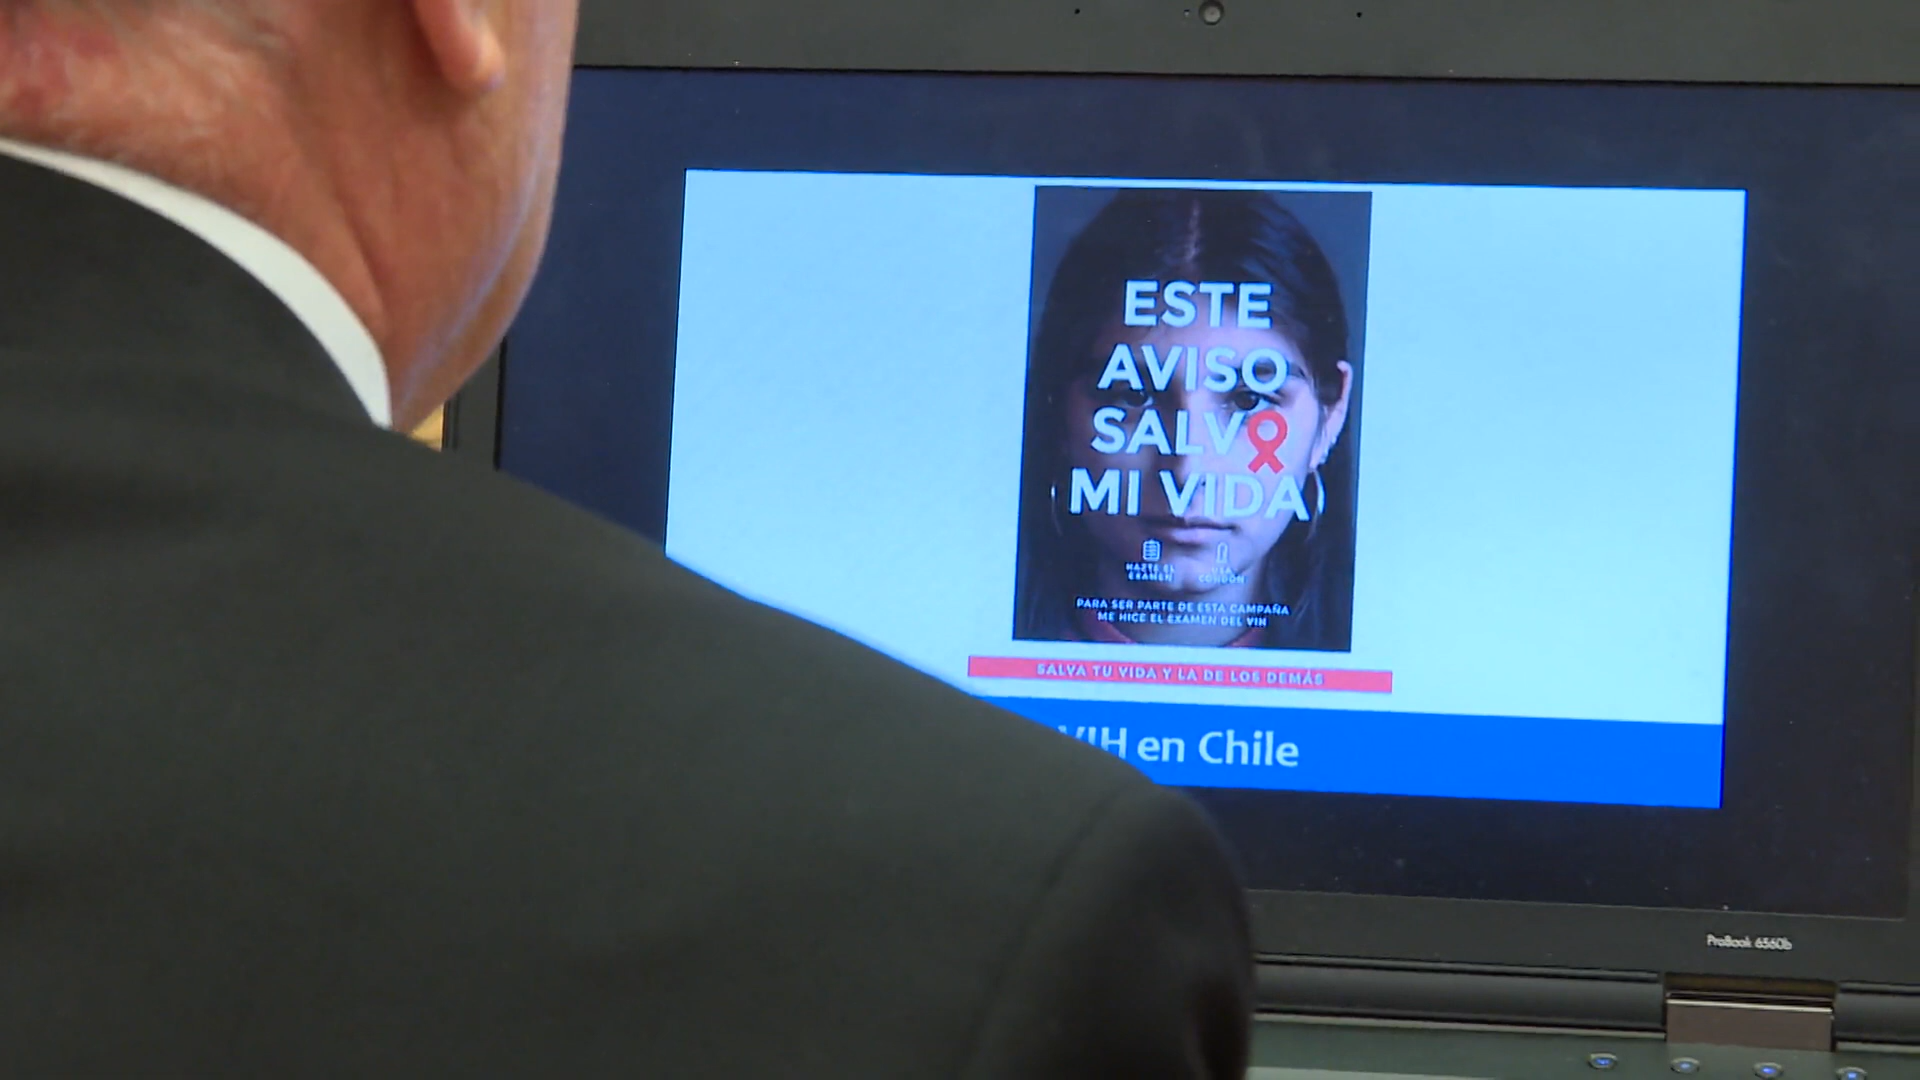 ESTE
AVISO
SALV
MI VIDA
HAZTE EL
EXAMEN
USA
CONDÓN
PARA SER PARTE DE ESTA CAMPAÑA
ME HICE EL EXAMEN DEL VIH
SALVA TU VIDA Y LA DE LOS DEMÁS
VIH en Chile
ProBook 6560b